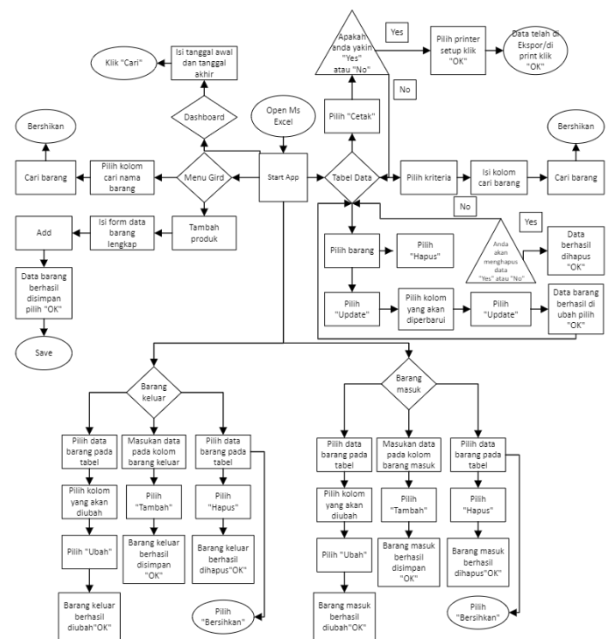 Apakah
anda yakin
"Yes"
atau "No"
Yes
Pilih printer
setup klik
"OK"
Data telah di
Ekspor/di
print klik
"OK"
Isi tanggal awal
dan tanggal
akhir
Klik "Cari"
No
Dashboard
Open Ms
Excel
Pilih "Cetak"
Bershikan
Bershikan
Cari barang
Pilih kolom
cari nama
barang
Menu Gird
Start App
Tabel Data
Pilih kriteria
Isi kolom
cari barang
Cari barang
No
Yes
Add
Isi form data
barang
lengkap
Tambah
produk
Pilih barang
Pilih
"Hapus"
Anda
akan
menghapus
data
"Yes" atau "No"
Data
berhasil
dihapus
"OK"
Data barang
berhasil
disimpan
pilih "OK"
Pilih
"Update"
Pilih kolom
yang akan
diperbarui
Pilih
"Update"
Data barang
berhasil di
ubah pilih
"OK"
Save
Barang
keluar
Barang
masuk
Pilih data
barang pada
tabel
Masukan data
pada kolom
barang keluar
Pilih data
barang pada
tabel
Pilih data
barang pada
tabel
Masukan data
pada kolom
barang masuk
Pilih data
barang pada
tabel
Pilih kolom
yang akan
diubah
Pilih
"Tambah"
Pilih
"Hapus"
Pilih kolom
yang akan
diubah
Pilih
"Tambah"
Pilih
"Hapus"
Pilih "Ubah"
Barang keluar
berhasil
disimpan
"OK"
Barang keluar
berhasil
dihapus"OK"
Pilih "Ubah"
Barang masuk
berhasil
disimpan
"OK"
Barang masuk
berhasil
dihapus"OK"
Barang keluar
berhasil
diubah"OK"
Pilih
"Bersihkan"
Barang masuk
berhasil
diubah"OK"
Pilih
"Bersihkan"